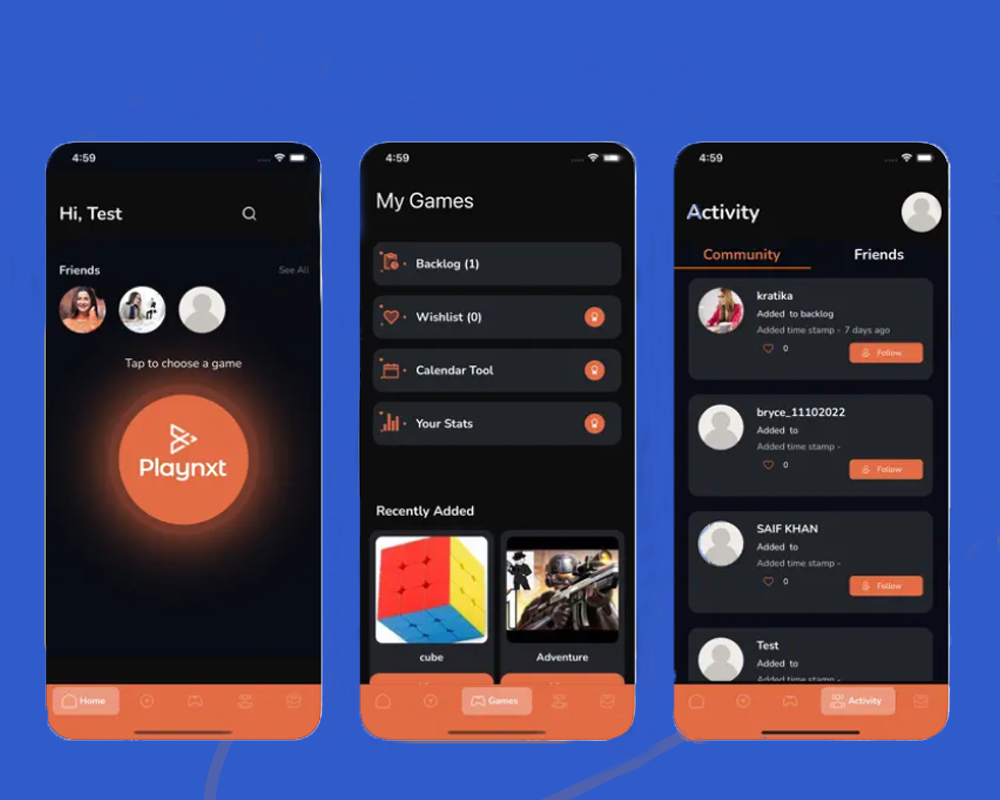 4:59
Hi, Test
Friends
See All
Tap to choose a game
Playnxt
Home
4:59
My Games
Backlog (1)
Wishlist (0)
Calendar Tool
Your Stats
Recently Added
cube
Adventure
Games
4:59
Activity
Community
Friends
kratika
Added to backlog
Added time stamp - 7 days ago
0
Follow
bryce_11102022
Added to
Added time stamp -
0
Follow
SAIF KHAN
Added to
Added time stamp -
0
Follow
Test
Added to
Added time stamp -
Activity